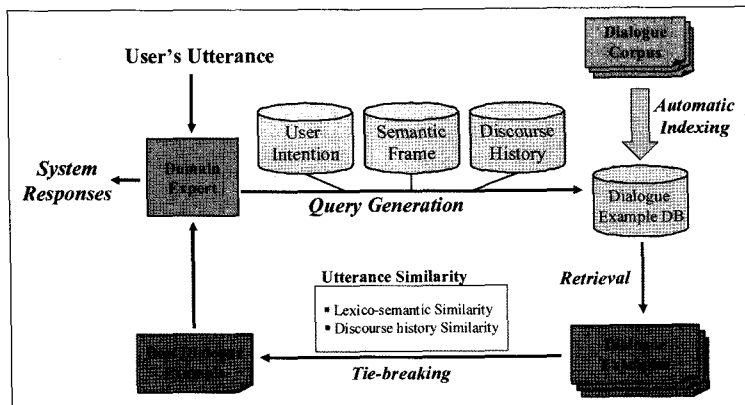 User's Utterance
Dialogue
Corpus
Automatic
Indexing
User
Intention
Semantic
Frame
Discourse
History
System
Responses
Domain
Expert
Query Generation
Dialogue
Example DB
Utterance Similarity
▪ Lexico-semantic Similarity
▪ Discourse history Similarity
Retrieval
Tie-breaking
Dialogue